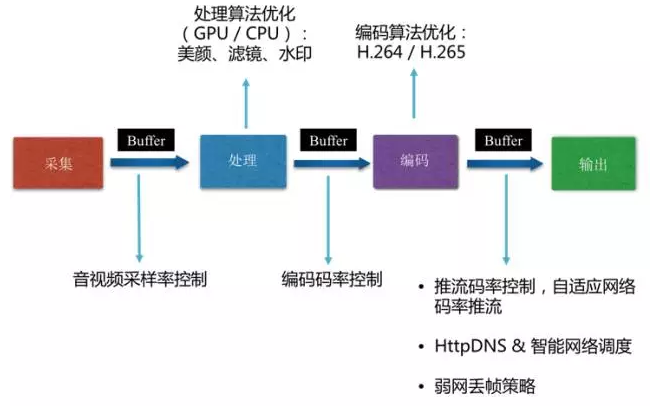 处理算法优化
（GPU / CPU）:
美颜、滤镜、水印
编码算法优化:
H.264 / H.265
Buffer
Buffer
Buffer
采集
处理
编码
输出
音视频采样率控制
编码码率控制
• 推流码率控制，自适应网络
码率推流
• HttpDNS & 智能网络调度
• 弱网丢帧策略